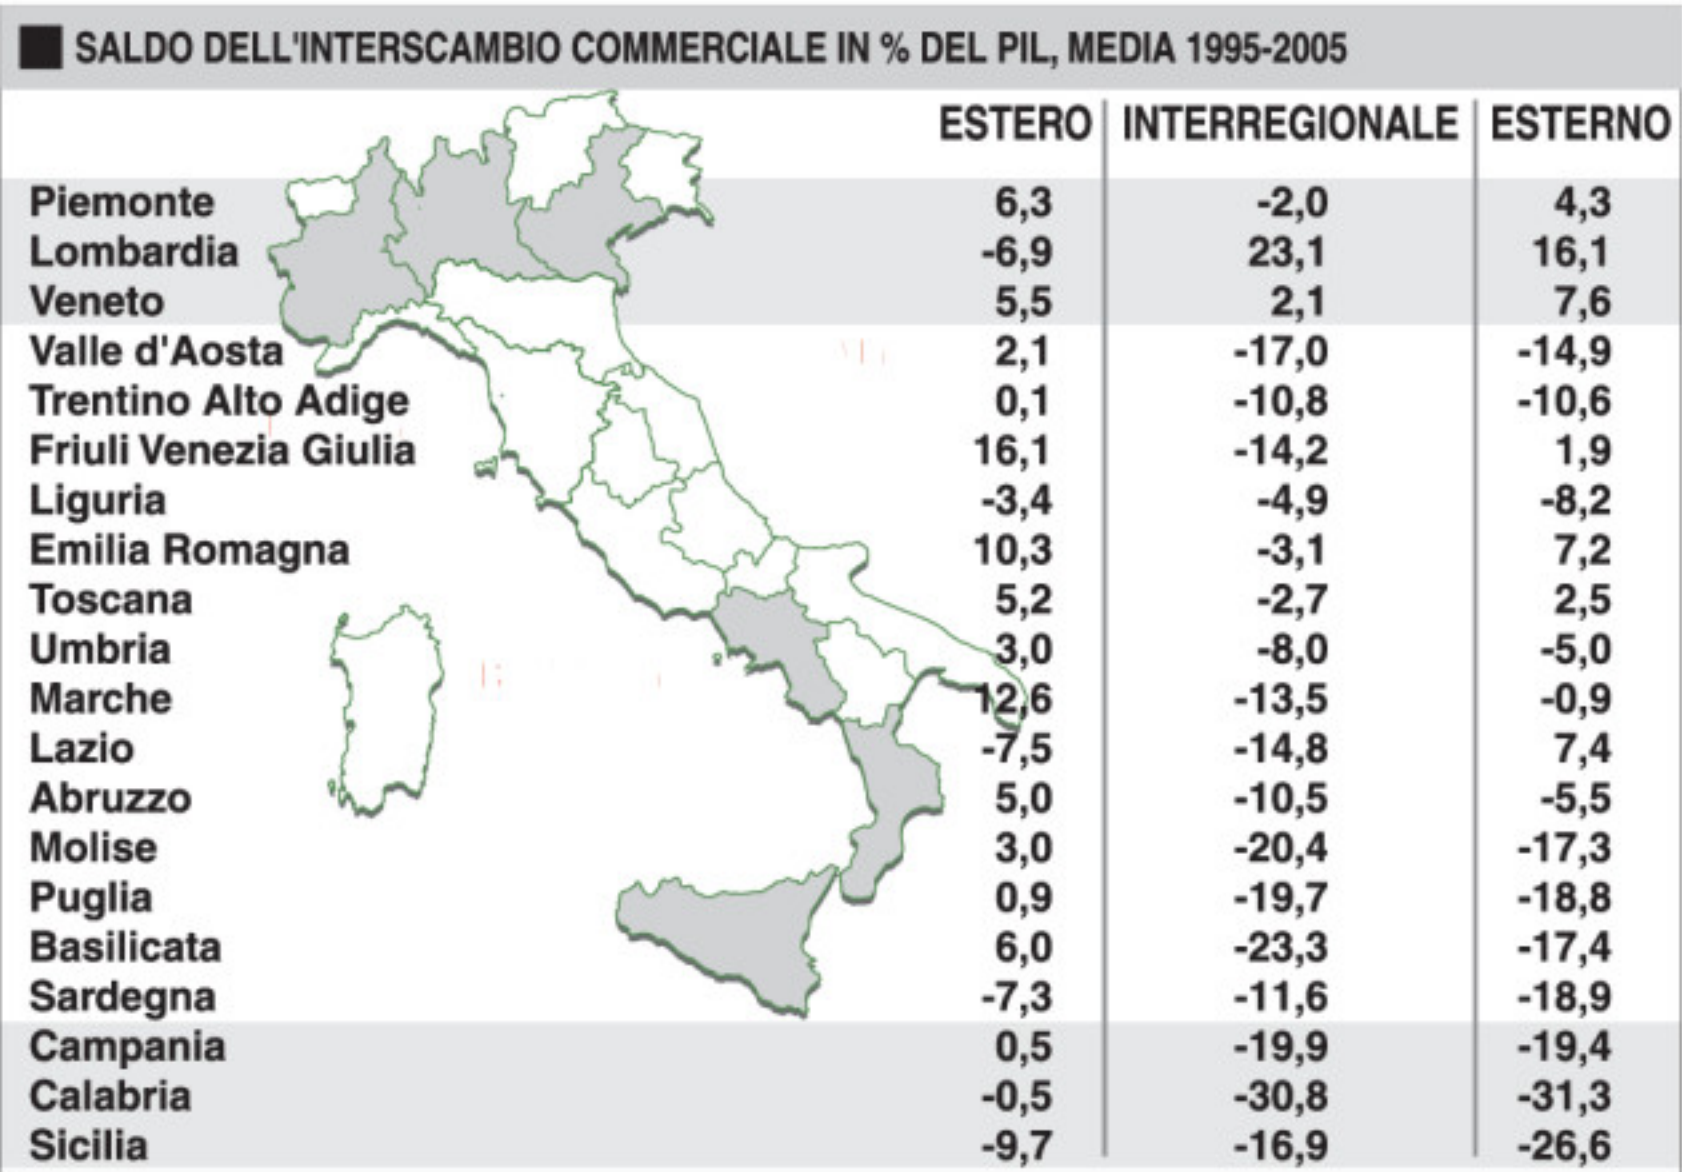 SALDO DELL'INTERSCAMBIO COMMERCIALE IN % DEL PIL, MEDIA 1995-2005
ESTERO INTERREGIONALE ESTERNO
Piemonte 6,3 -2,0 4,3
Lombardia -6,9 23,1 16,1
Veneto 5,5 2,1 7,6
Valle d'Aosta 2,1 -17,0 -14,9
Trentino Alto Adige 0,1 -10,8 -10,6
Friuli Venezia Giulia 16,1 -14,2 1,9
Liguria -3,4 -4,9 -8,2
Emilia Romagna 10,3 -3,1 7,2
Toscana 5,2 -2,7 2,5
Umbria 3,0 -8,0 -5,0
Marche 12,6 -13,5 -0,9
Lazio -7,5 -14,8 7,4
Abruzzo 5,0 -10,5 -5,5
Molise 3,0 -20,4 -17,3
Puglia 0,9 -19,7 -18,8
Basilicata 6,0 -23,3 -17,4
Sardegna -7,3 -11,6 -18,9
Campania 0,5 -19,9 -19,4
Calabria -0,5 -30,8 -31,3
Sicilia -9,7 -16,9 -26,6